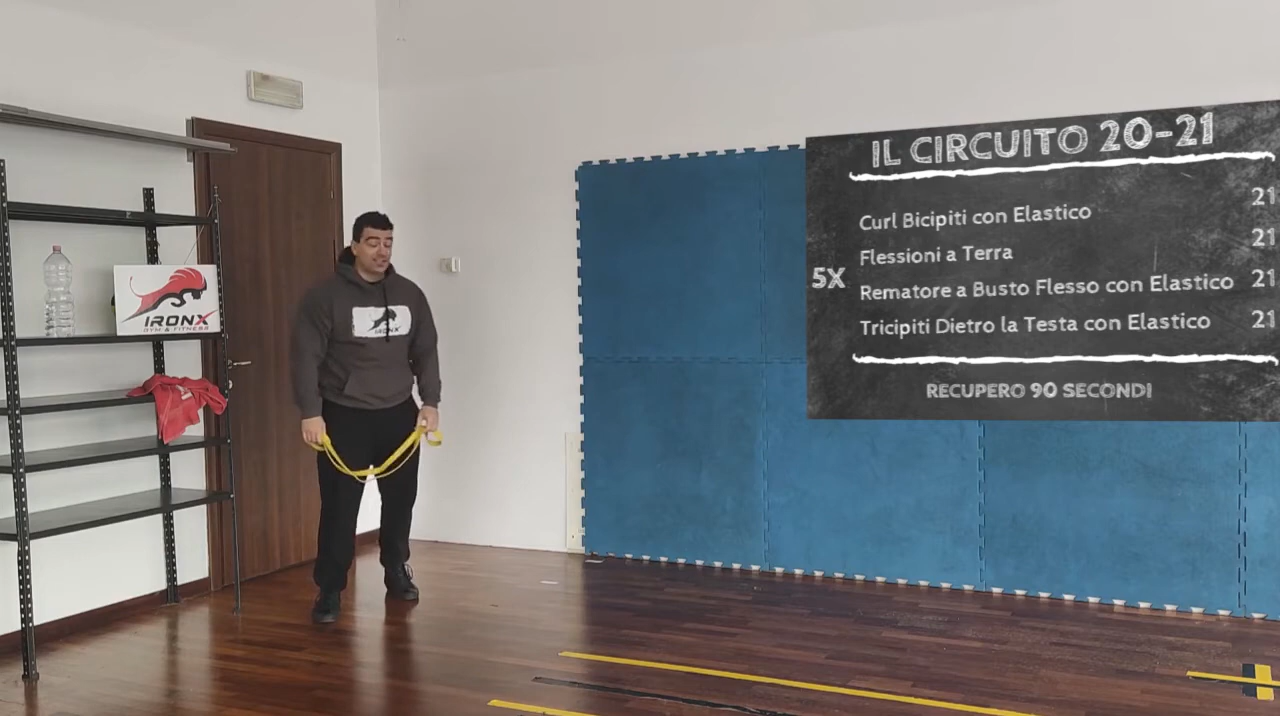 IL CIRCUITO 20-21
Curl Bicipiti con Elastico 21
Flessioni a Terra 21
5X
Rematore a Busto Flesso con Elastico 21
Tricipiti Dietro la Testa con Elastico 21
RECUPERO 90 SECONDI
IRONX
GYM & FITNESS
IRONX